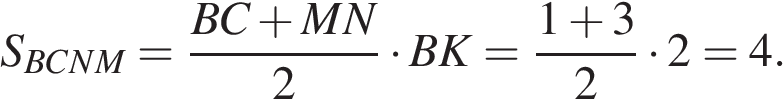 $S_{BCNM} = \frac{BC + MN}{2} \cdot BK = \frac{1 + 3}{2} \cdot 2 = 4.$